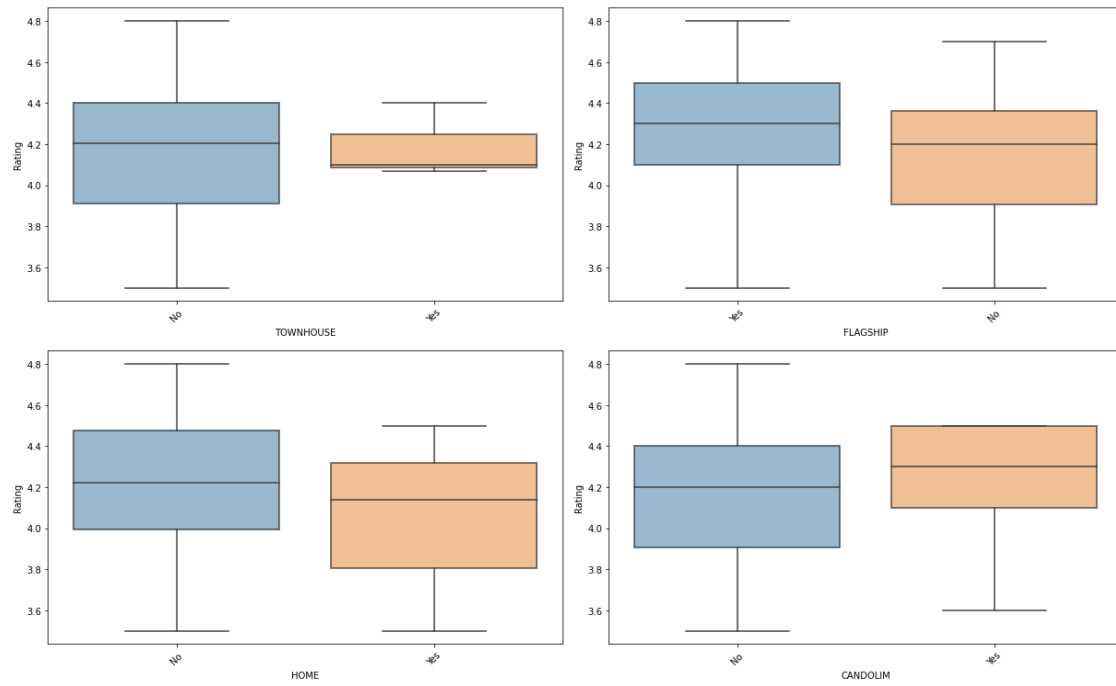 4.8
4.6
4.4
4.2
4.0
3.8
3.6
Rating
No
Yes
TOWNHOUSE
4.8
4.6
4.4
4.2
4.0
3.8
3.6
Rating
Yes
No
FLAGSHIP
4.8
4.6
4.4
4.2
4.0
3.8
3.6
Rating
No
Yes
HOME
4.8
4.6
4.4
4.2
4.0
3.8
3.6
Rating
No
Yes
CANDOLIM